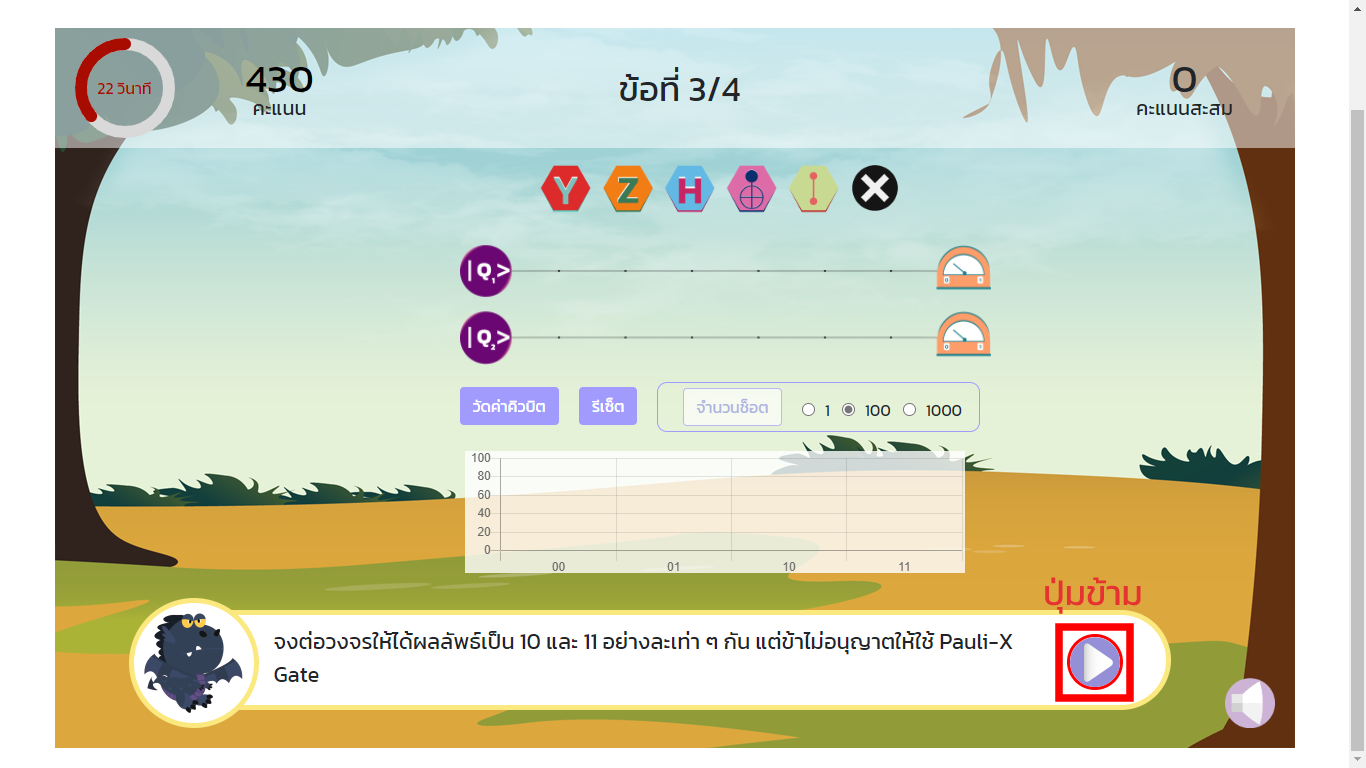 22 วินาที
430
คะแนน
ข้อที่ 3/4
0
คะแนนสะสม
Y Z H
|Q1>
0 1
|Q2>
0 1
วัดค่าคิวบิต รีเซ็ต จำนวนช็อต 1 100 1000
100
80
60
40
20
0
00 01 10 11
ปุ่มข้าม
จงต่อวงจรให้ได้ผลลัพธ์เป็น 10 และ 11 อย่างละเท่า ๆ กัน แต่ข้าไม่อนุญาตให้ใช้ Pauli-X
Gate